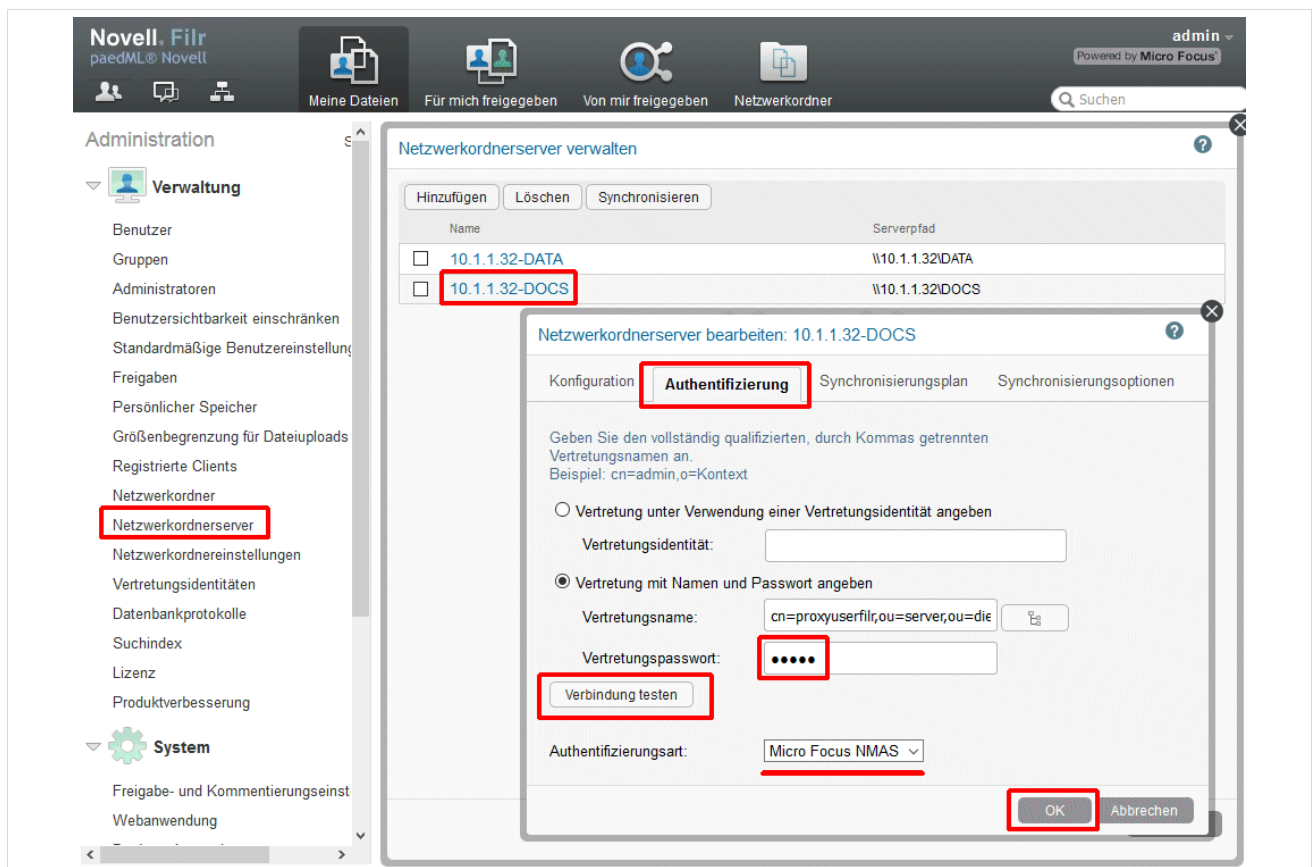 Novell. Filr
paedML® Novell
admin
Powered by Micro Focus
Meine Dateien
Für mich freigegeben
Von mir freigegeben
Netzwerkordner
Suchen
Administration
S
Verwaltung
Benutzer
Gruppen
Administratoren
Benutzersichtbarkeit einschränken
Standardmäßige Benutzereinstellung
Freigaben
Persönlicher Speicher
Größenbegrenzung für Dateiuploads
Registrierte Clients
Netzwerkordner
Netzwerkordnerserver
Netzwerkordnereinstellungen
Vertretungsidentitäten
Datenbankprotokolle
Suchindex
Lizenz
Produktverbesserung
System
Freigabe- und Kommentierungseinst
Webanwendung
Netzwerkordnerserver verwalten
Hinzufügen
Löschen
Synchronisieren
Name
Serverpfad
10.1.1.32-DATA
\\10.1.1.32\DATA
10.1.1.32-DOCS
\\10.1.1.32\DOCS
Netzwerkordnerserver bearbeiten: 10.1.1.32-DOCS
Konfiguration
Authentifizierung
Synchronisierungsplan
Synchronisierungsoptionen
Geben Sie den vollständig qualifizierten, durch Kommas getrennten
Vertretungsnamen an.
Beispiel: cn=admin,o=Kontext
Vertretung unter Verwendung einer Vertretungsidentität angeben
Vertretungsidentität:
Vertretung mit Namen und Passwort angeben
Vertretungsname:
cn=proxyuserfilr,ou=server,ou=die
Vertretungspasswort:
•••••
Verbindung testen
Authentifizierungsart:
Micro Focus NMAS
OK
Abbrechen